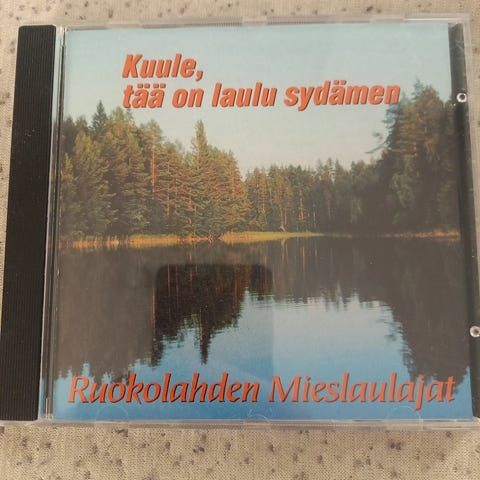 Kuule,
tää on laulu sydämen
Ruokolahden Mieslaulajat